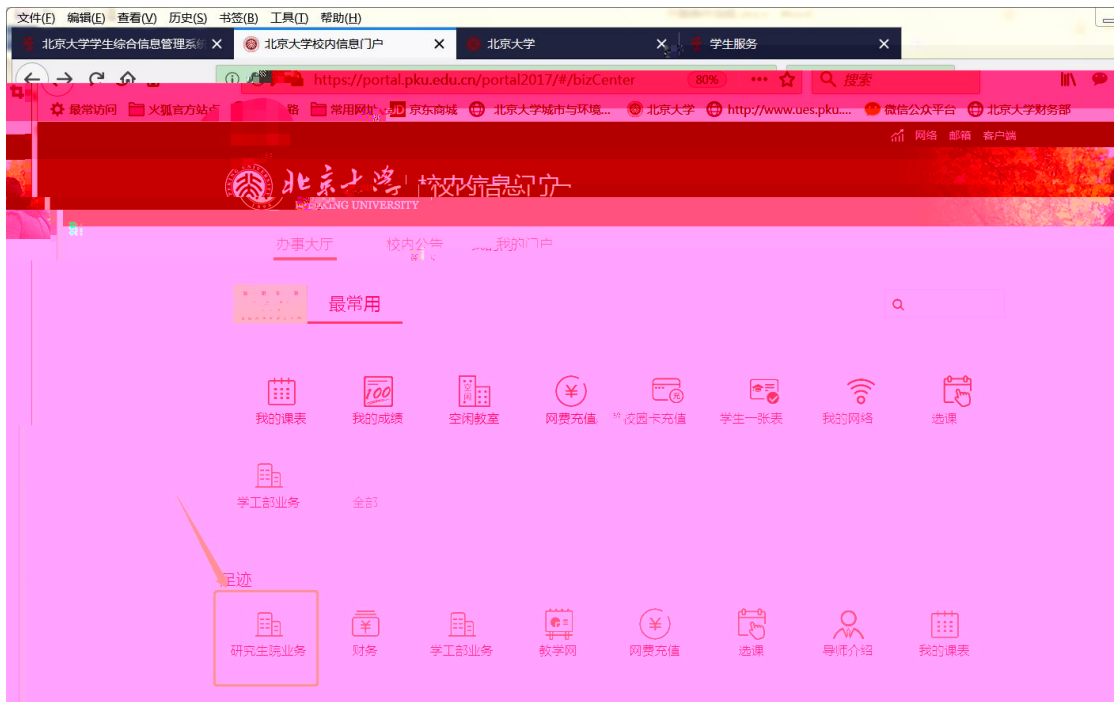 文件(F) 编辑(E) 查看(V) 历史(S) 书签(B) 工具(T) 帮助(H)
北京大学学生综合信息管理系统 × 北京大学校内信息门户 × 北京大学 × 学生服务 ×
https://portal.pku.edu.cn/portal2017/#/bizCenter 80% ••• 搜索
最常访问 火狐官方站点 常用网址 JD 京东商城 北京大学城市与环境... 北京大学 http://www.ues.pku.... 微信公众平台 北京大学财务部
网络 邮箱 客户端
北京大学 校内信息门户
PEKING UNIVERSITY
办事大厅 校内公告 我的门户
最常用
我的课表 我的成绩 空闲教室 网费充值 校园卡充值 学生一张表 我的网络 选课
学工部业务 全部
足迹
研究生院业务 财务 学工部业务 教学网 网费充值 选课 导师介绍 我的课表